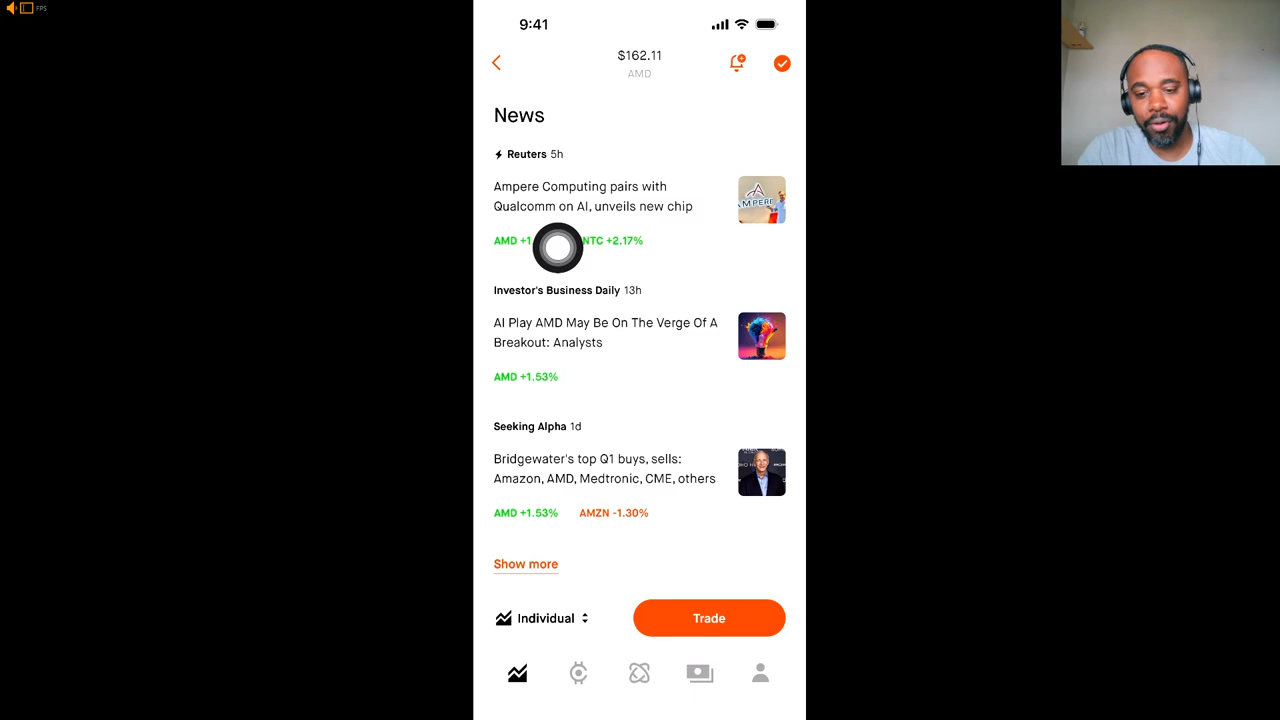 FPS
9:41
$162.11
AMD
News
Reuters 5h
Ampere Computing pairs with
Qualcomm on AI, unveils new chip
AMPERE
AMD +1 NTC +2.17%
Investor's Business Daily 13h
AI Play AMD May Be On The Verge Of A
Breakout: Analysts
AMD +1.53%
Seeking Alpha 1d
Bridgewater's top Q1 buys, sells:
Amazon, AMD, Medtronic, CME, others
AMD +1.53% AMZN -1.30%
Show more
Individual
Trade